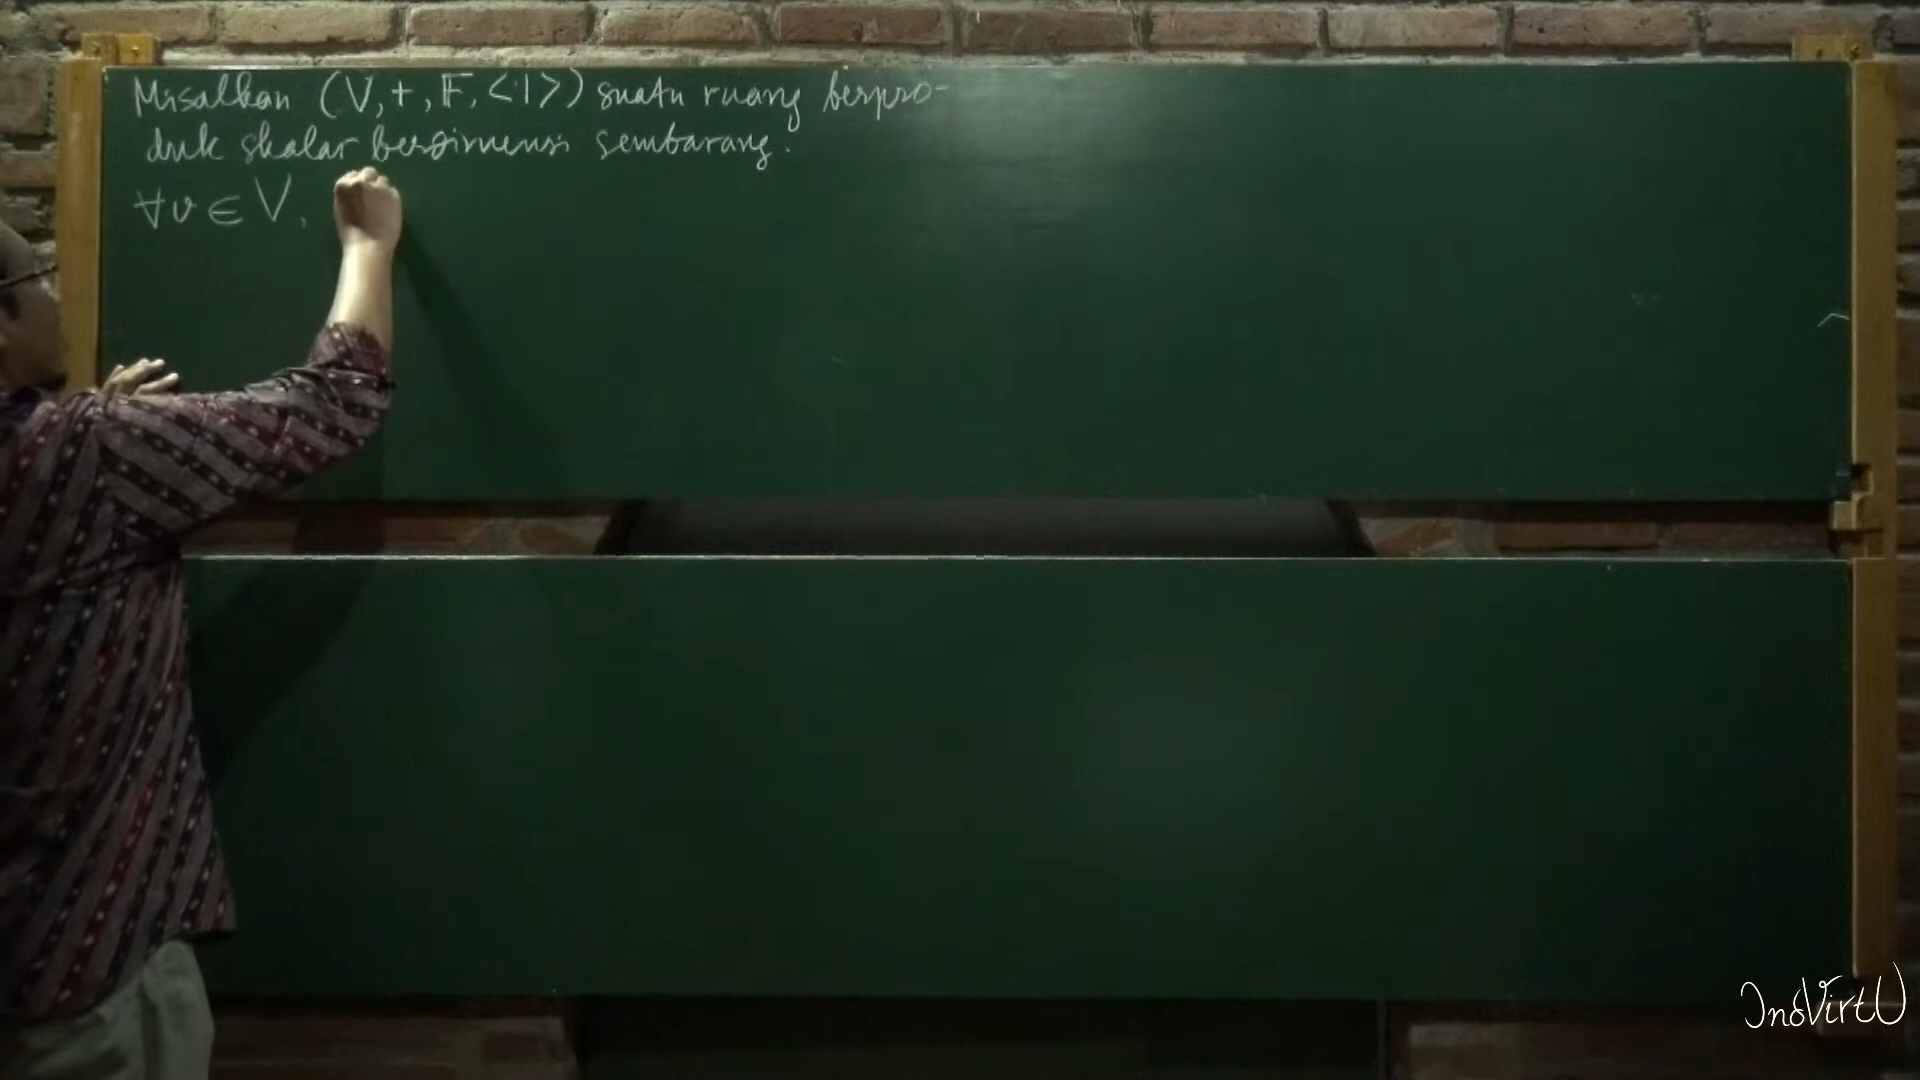 Misalkan (V,+,F,<·|>) suatu ruang berpro-
duk skalar berdimensi sembarang.
∀v ∈ V,
InoVirtU